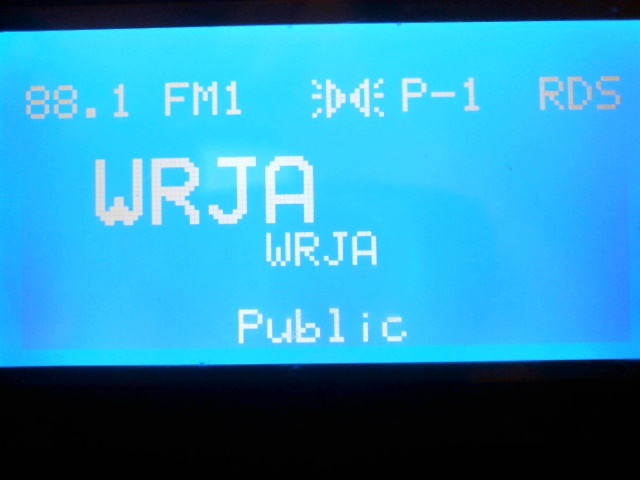 88.1 FM1 P-1 RDS
WRJA
WRJA
Public